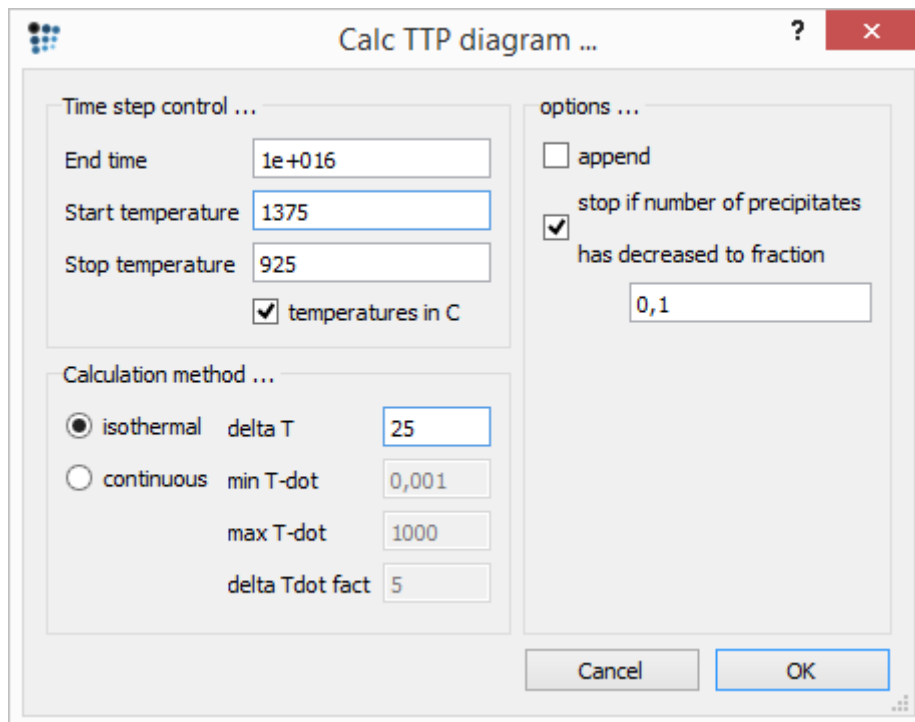 Calc TTP diagram ...
?
×
Time step control ...
End time 1e+016
Start temperature 1375
Stop temperature 925
temperatures in C
Calculation method ...
isothermal delta T 25
continuous min T-dot 0,001
max T-dot 1000
delta Tdot fact 5
options ...
append
stop if number of precipitates
has decreased to fraction
0,1
Cancel OK